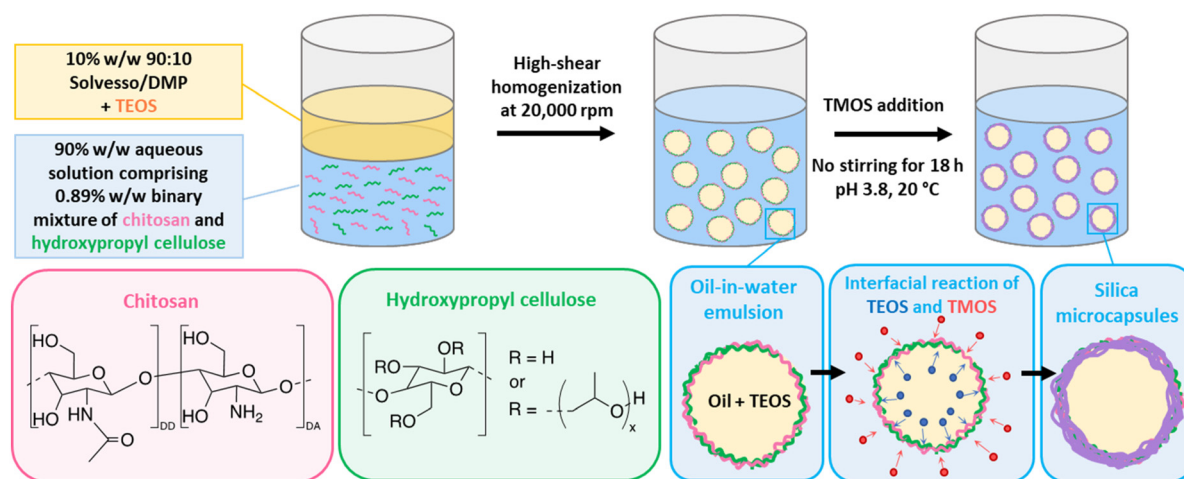 10% w/w 90:10
Solvesso/DMP
+ TEOS
90% w/w aqueous
solution comprising
0.89% w/w binary
mixture of chitosan and
hydroxypropyl cellulose
High-shear
homogenization
at 20,000 rpm
TMOS addition
No stirring for 18 h
pH 3.8, 20 °C
Chitosan
HO
O
HO
NH
O
DD
HO
O
HO
NH2
O
DA
Hydroxypropyl cellulose
OR
RO
O
O
RO
R = H
or
R =
O
H
x
Oil-in-water
emulsion
Oil + TEOS
Interfacial reaction of
TEOS and TMOS
Silica
microcapsules